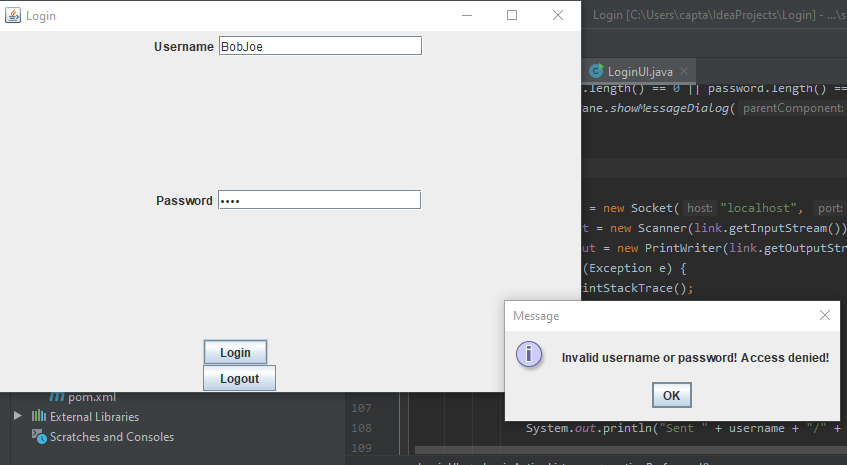 Login
Username BobJoe
Password ••••
Login
Logout
Login [C:\Users\capta\IdeaProjects\Login] - ...\s
LoginUI.java
.length() == 0 || password.length() ==
ane.showMessageDialog( parentComponent:
= new Socket( host: "localhost", port:
t = new Scanner(link.getInputStream())
ut = new PrintWriter(link.getOutputStr
(Exception e) {
intStackTrace();
Message
Invalid username or password! Access denied!
OK
pom.xml
External Libraries
Scratches and Consoles
107
108 System.out.println("Sent " + username + "/" +
109